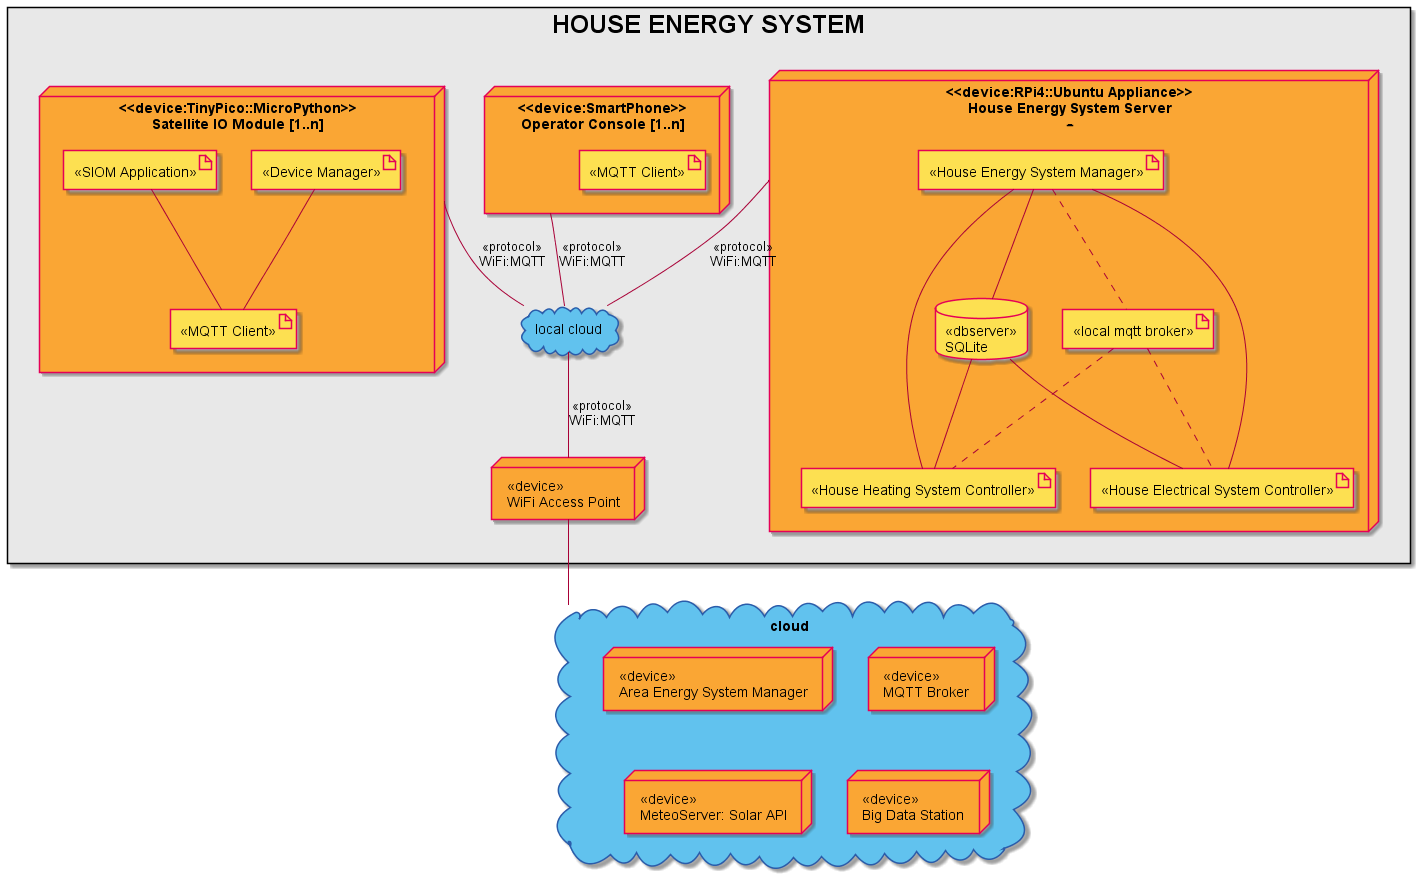 HOUSE ENERGY SYSTEM
<<device:TinyPico::MicroPython>>
Satellite IO Module [1..n]
«SIOM Application»
«Device Manager»
«MQTT Client»
<<device:SmartPhone>>
Operator Console [1..n]
«MQTT Client»
<<device:RPi4::Ubuntu Appliance>>
House Energy System Server
«House Energy System Manager»
«dbserver»
SQLite
«local mqtt broker»
«House Heating System Controller»
«House Electrical System Controller»
«protocol»
WiFi:MQTT
«protocol»
WiFi:MQTT
«protocol»
WiFi:MQTT
local cloud
«protocol»
WiFi:MQTT
«device»
WiFi Access Point
cloud
«device»
Area Energy System Manager
«device»
MQTT Broker
«device»
MeteoServer: Solar API
«device»
Big Data Station